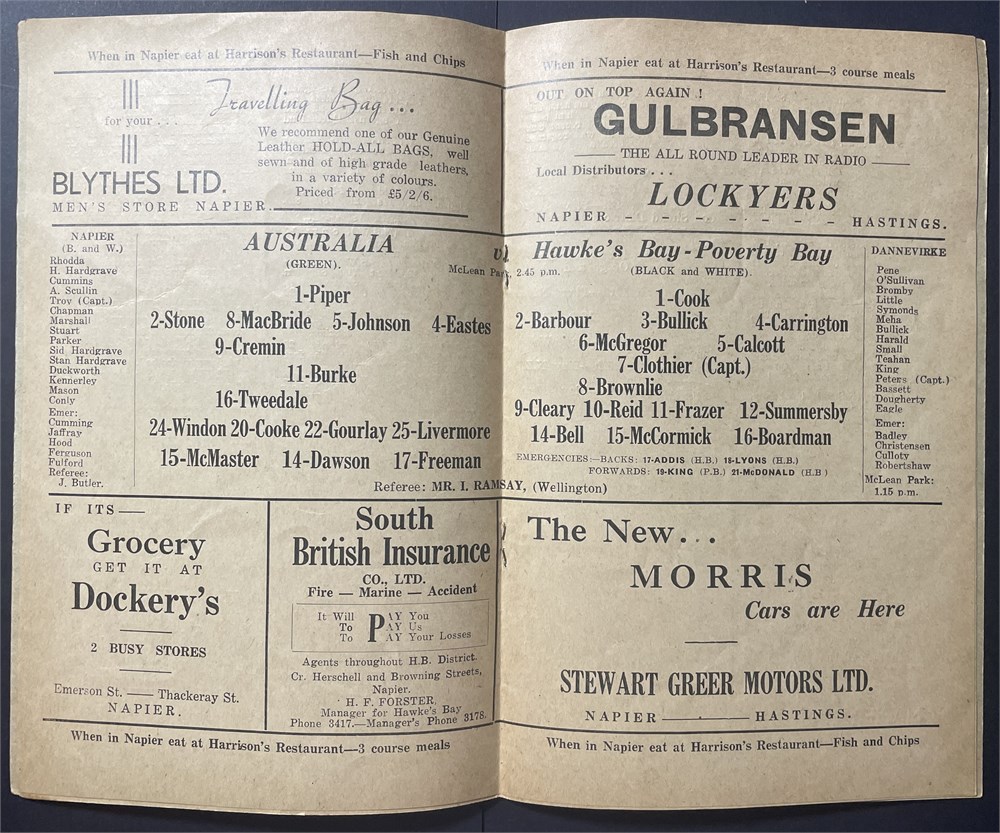 When in Napier eat at Harrison's Restaurant—Fish and Chips
for your . . .
Travelling Bag...
We recommend one of our Genuine
Leather HOLD-ALL BAGS, well
sewn and of high grade leathers,
in a variety of colours.
Priced from £5/2/6.
BLYTHES LTD.
MEN'S STORE NAPIER.
NAPIER
(B. and W.)
Rhodda
H. Hardgrave
Cummins
A. Scullin
Troy (Capt.)
Chapman
Marshall
Stuart
Parker
Sid Hardgrave
Stan Hardgrave
Duckworth
Kennerley
Mason
Conly
Emer:
Cumming
Jaffray
Hood
Ferguson
Fulford
Referee:
J. Butler.
AUSTRALIA
(GREEN).
v.
McLean Park, 2.45 p.m.
1-Piper
2-Stone 8-MacBride 5-Johnson 4-Eastes
9-Cremin
11-Burke
16-Tweedale
24-Windon 20-Cooke 22-Gourlay 25-Livermore
15-McMaster 14-Dawson 17-Freeman
Referee: MR. I. RAMSAY, (Wellington)
IF ITS—
Grocery
GET IT AT
Dockery's
2 BUSY STORES
Emerson St. — Thackeray St.
NAPIER.
South
British Insurance
CO., LTD.
Fire — Marine — Accident
It Will PAY You
To PAY Us
To PAY Your Losses
Agents throughout H.B. District.
Cr. Herschell and Browning Streets,
Napier.
H. F. FORSTER,
Manager for Hawke's Bay
Phone 3417.—Manager's Phone 3178.
When in Napier eat at Harrison's Restaurant—3 course meals
When in Napier eat at Harrison's Restaurant—3 course meals
OUT ON TOP AGAIN !
GULBRANSEN
THE ALL ROUND LEADER IN RADIO
Local Distributors . . .
LOCKYERS
NAPIER - - - - - - - HASTINGS.
Hawke's Bay - Poverty Bay
(BLACK and WHITE).
1-Cook
2-Barbour 3-Bullick 4-Carrington
6-McGregor 5-Calcott
7-Clothier (Capt.)
8-Brownlie
9-Cleary 10-Reid 11-Frazer 12-Summersby
14-Bell 15-McCormick 16-Boardman
EMERGENCIES:—BACKS: 17-ADDIS (H.B.) 18-LYONS (H.B.)
FORWARDS: 19-KING (P.B.) 21-McDONALD (H.B )
DANNEVIRKE
Pene
O'Sullivan
Bromby
Little
Symonds
Meha
Bullick
Harald
Small
Teahan
King
Peters (Capt.)
Bassett
Dougherty
Eagle
Emer:
Badley
Christensen
Culloty
Robertshaw
McLean Park:
1.15 p.m.
The New...
MORRIS
Cars are Here
STEWART GREER MOTORS LTD.
NAPIER — HASTINGS.
When in Napier eat at Harrison's Restaurant—Fish and Chips